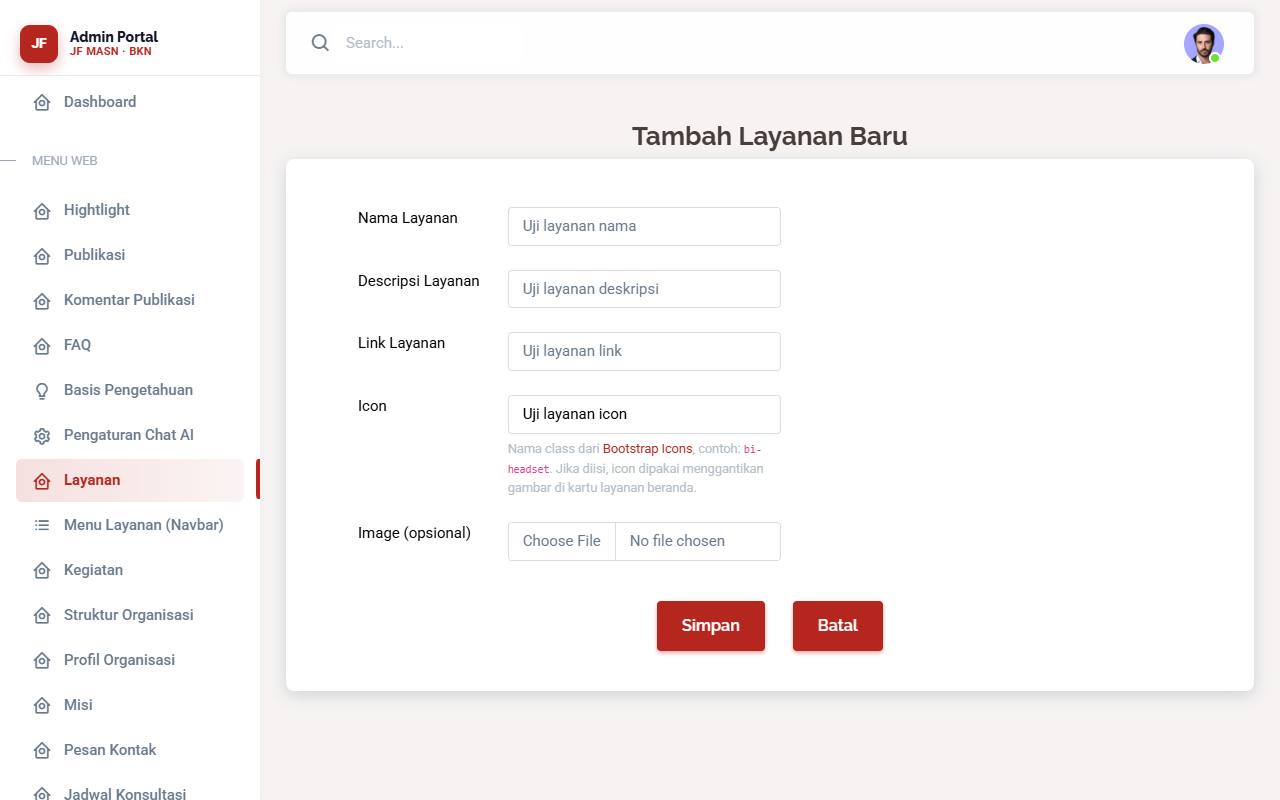 JF
Admin Portal
JF MASN · BKN
Search...
Dashboard
MENU WEB
Hightlight
Publikasi
Komentar Publikasi
FAQ
Basis Pengetahuan
Pengaturan Chat AI
Layanan
Menu Layanan (Navbar)
Kegiatan
Struktur Organisasi
Profil Organisasi
Misi
Pesan Kontak
Jadwal Konsultasi
Tambah Layanan Baru
Nama Layanan
Uji layanan nama
Descripsi Layanan
Uji layanan deskripsi
Link Layanan
Uji layanan link
Icon
Uji layanan icon
Nama class dari Bootstrap Icons, contoh: bi-
headset. Jika diisi, icon dipakai menggantikan
gambar di kartu layanan beranda.
Image (opsional)
Choose File No file chosen
Simpan
Batal